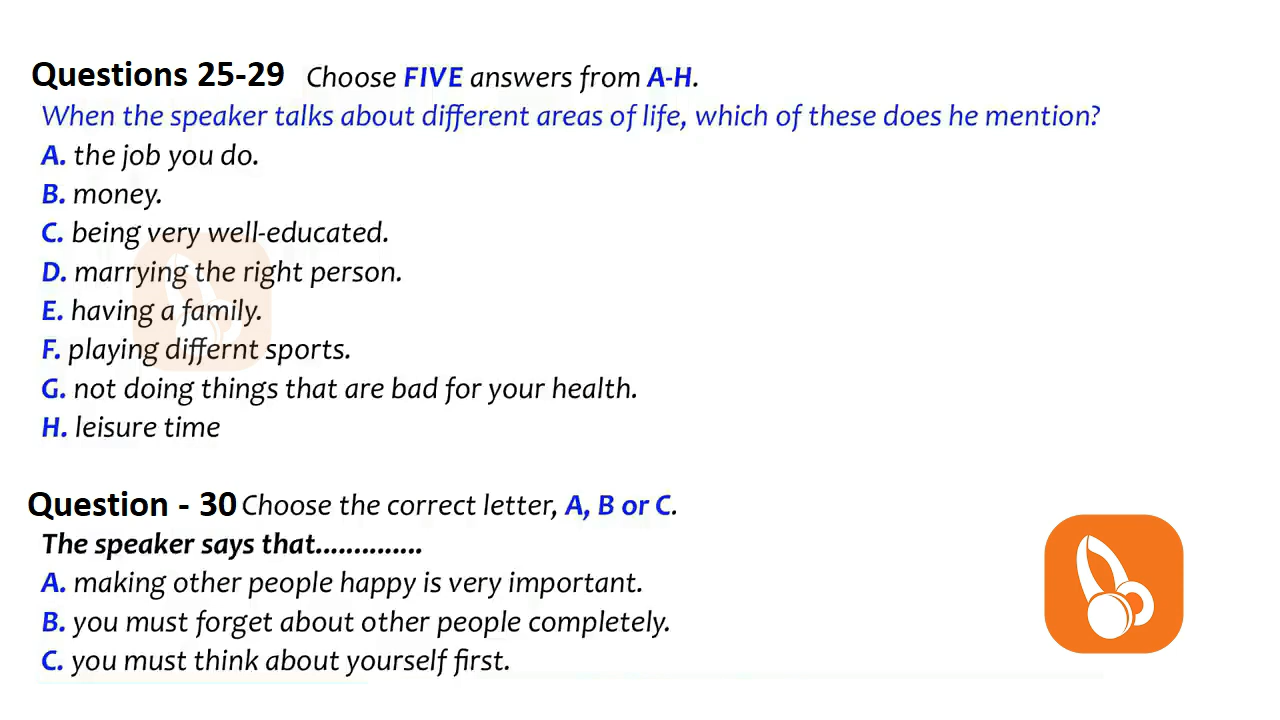 Questions 25-29 Choose FIVE answers from A-H.
When the speaker talks about different areas of life, which of these does he mention?
A. the job you do.
B. money.
C. being very well-educated.
D. marrying the right person.
E. having a family.
F. playing differnt sports.
G. not doing things that are bad for your health.
H. leisure time
Question - 30 Choose the correct letter, A, B or C.
The speaker says that..............
A. making other people happy is very important.
B. you must forget about other people completely.
C. you must think about yourself first.